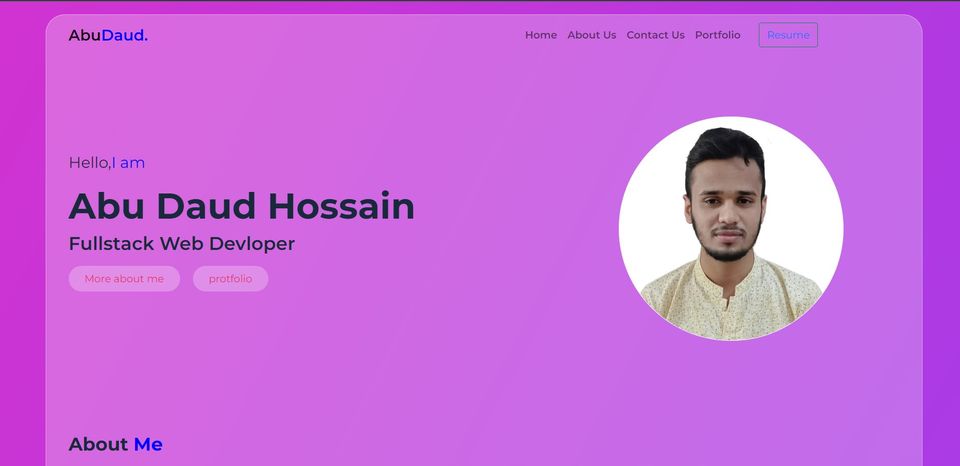 AbuDaud.
Home About Us Contact Us Portfolio Resume
Hello,I am
Abu Daud Hossain
Fullstack Web Devloper
More about me protfolio
About Me